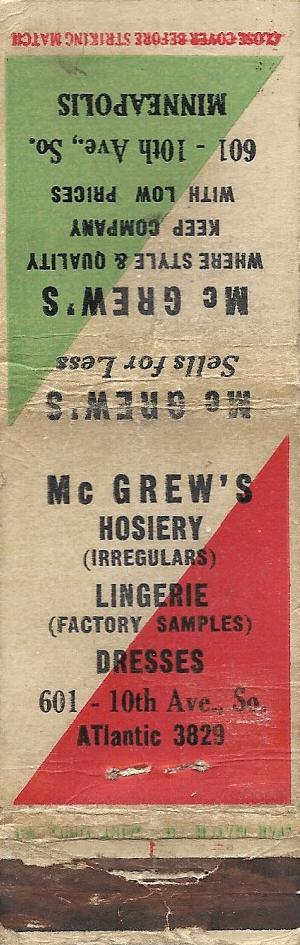 CLOSE COVER BEFORE STRIKING MATCH
MINNEAPOLIS
601 - 10th Ave., So.
WITH LOW PRICES
KEEP COMPANY
WHERE STYLE & QUALITY
Mc GREW'S
Sells for Less
Mc GREW'S
Mc GREW'S
HOSIERY
(IRREGULARS)
LINGERIE
(FACTORY SAMPLES)
DRESSES
601 - 10th Ave., So.
ATlantic 3829
1